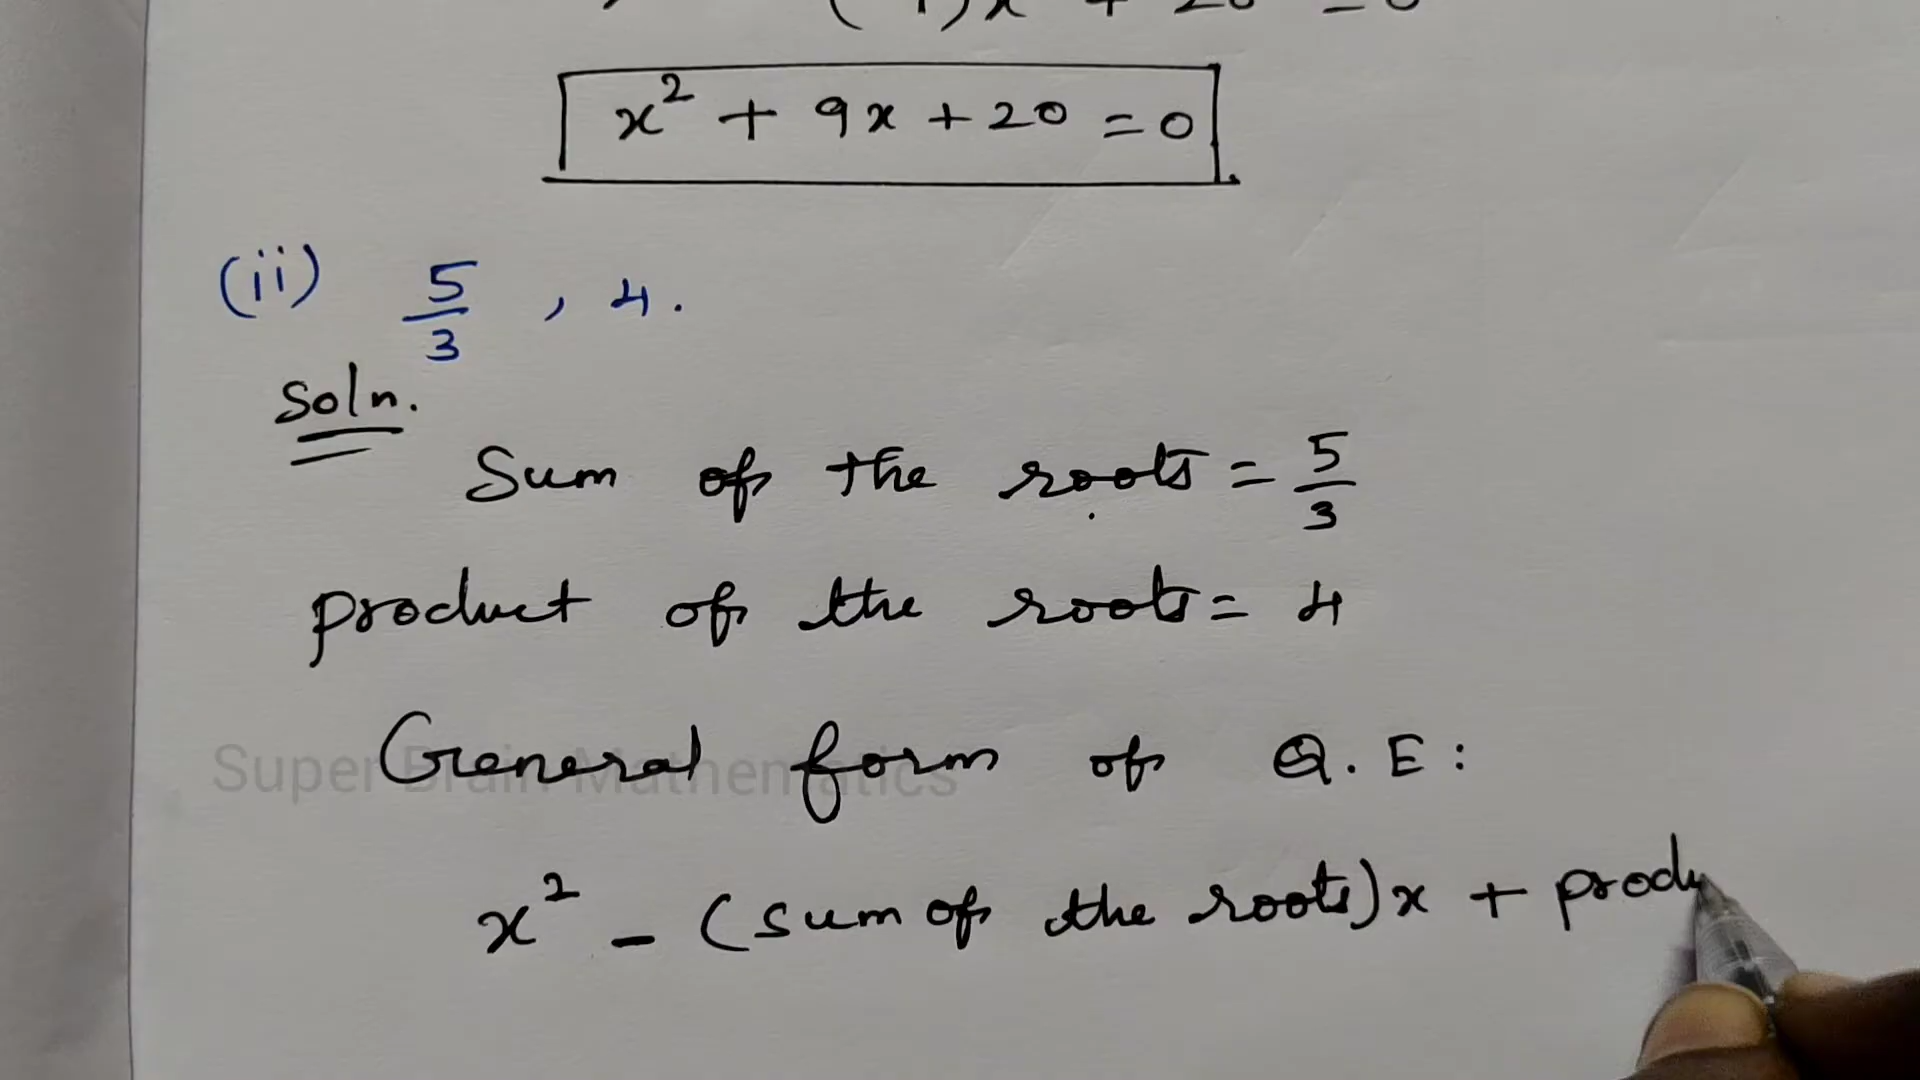 x² + 9x + 20 = 0
(ii) 5/3 , 4.
Soln.
Sum of the roots = 5/3
product of the roots = 4
General form of Q.E :
Super Brain Mathematics
x² - (sum of the roots)x + produ